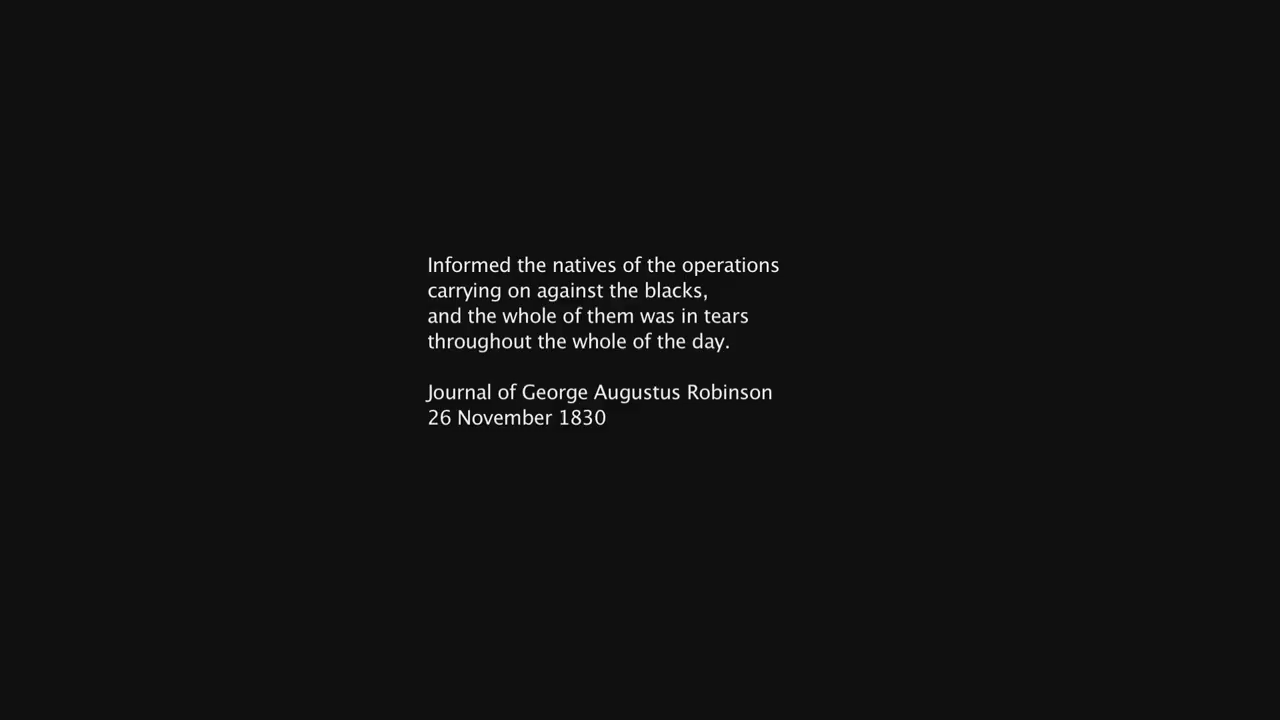 Informed the natives of the operations
carrying on against the blacks,
and the whole of them was in tears
throughout the whole of the day.
Journal of George Augustus Robinson
26 November 1830